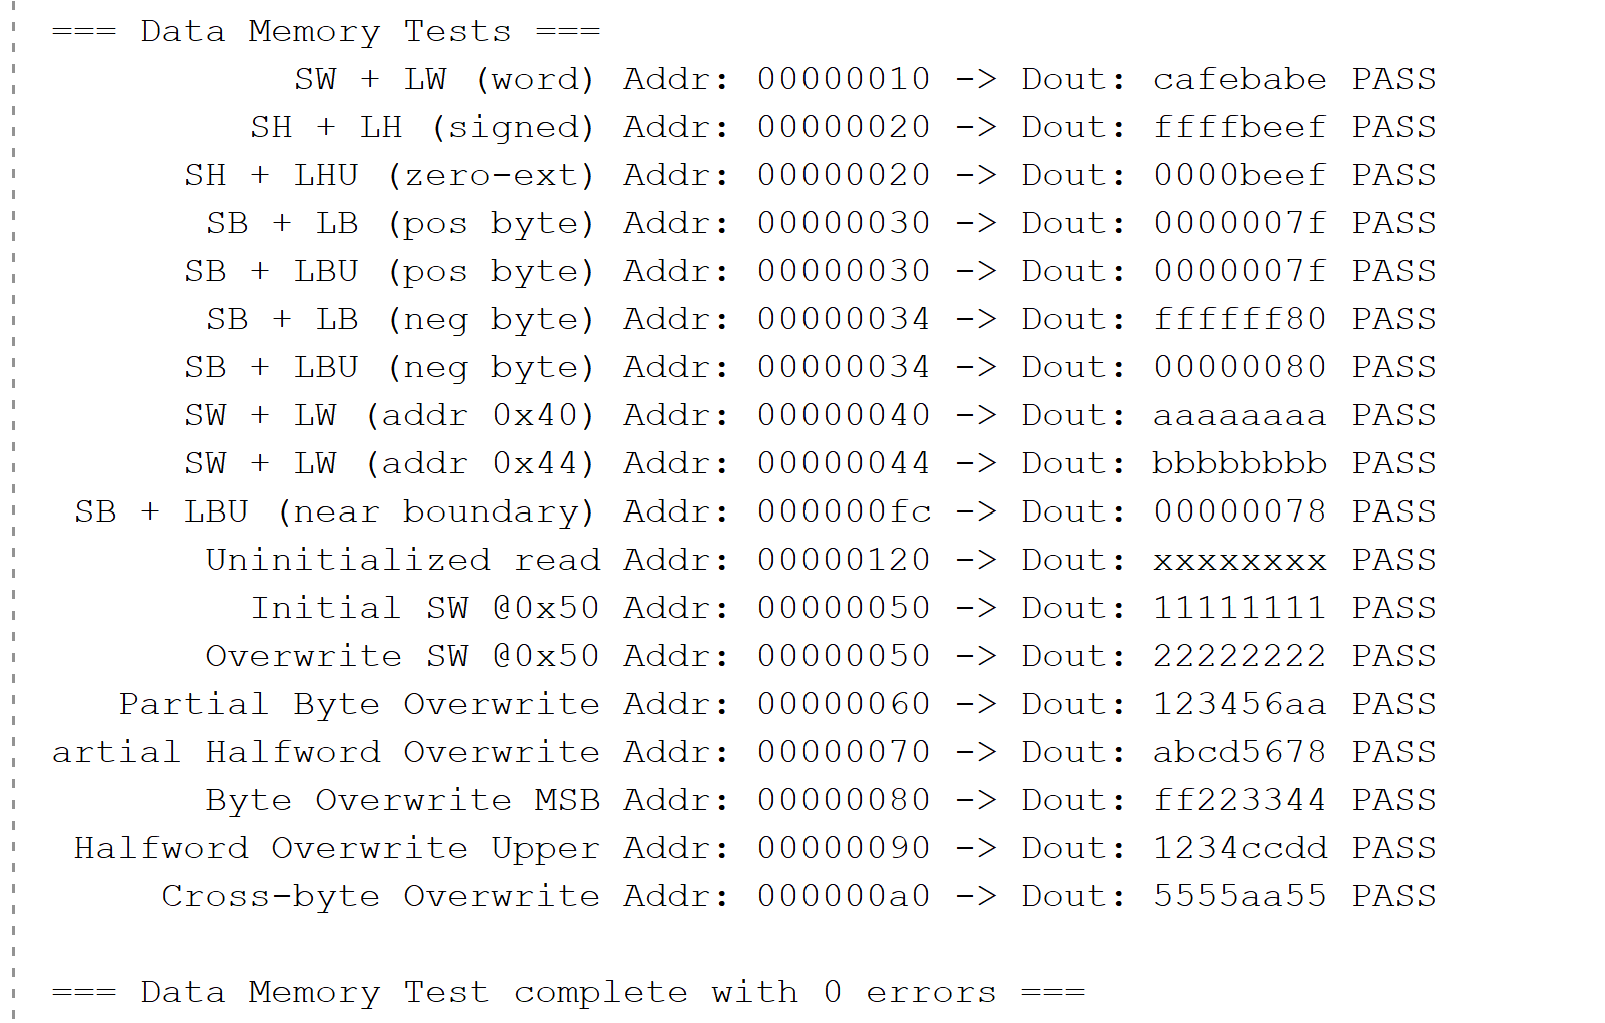 === Data Memory Tests ===
SW + LW (word) Addr: 00000010 -> Dout: cafebabe PASS
SH + LH (signed) Addr: 00000020 -> Dout: ffffbeef PASS
SH + LHU (zero-ext) Addr: 00000020 -> Dout: 0000beef PASS
SB + LB (pos byte) Addr: 00000030 -> Dout: 0000007f PASS
SB + LBU (pos byte) Addr: 00000030 -> Dout: 0000007f PASS
SB + LB (neg byte) Addr: 00000034 -> Dout: ffffff80 PASS
SB + LBU (neg byte) Addr: 00000034 -> Dout: 00000080 PASS
SW + LW (addr 0x40) Addr: 00000040 -> Dout: aaaaaaaa PASS
SW + LW (addr 0x44) Addr: 00000044 -> Dout: bbbbbbbb PASS
SB + LBU (near boundary) Addr: 000000fc -> Dout: 00000078 PASS
Uninitialized read Addr: 00000120 -> Dout: xxxxxxxx PASS
Initial SW @0x50 Addr: 00000050 -> Dout: 11111111 PASS
Overwrite SW @0x50 Addr: 00000050 -> Dout: 22222222 PASS
Partial Byte Overwrite Addr: 00000060 -> Dout: 123456aa PASS
artial Halfword Overwrite Addr: 00000070 -> Dout: abcd5678 PASS
Byte Overwrite MSB Addr: 00000080 -> Dout: ff223344 PASS
Halfword Overwrite Upper Addr: 00000090 -> Dout: 1234ccdd PASS
Cross-byte Overwrite Addr: 000000a0 -> Dout: 5555aa55 PASS
=== Data Memory Test complete with 0 errors ===